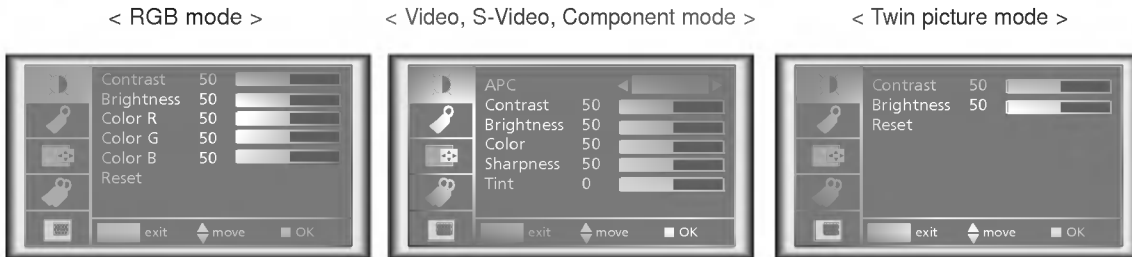 < RGB mode >
Contrast 50
Brightness 50
Color R 50
Color G 50
Color B 50
Reset
exit move OK
< Video, S-Video, Component mode >
APC
Contrast 50
Brightness 50
Color 50
Sharpness 50
Tint 0
exit move OK
< Twin picture mode >
Contrast 50
Brightness 50
Reset
exit move OK